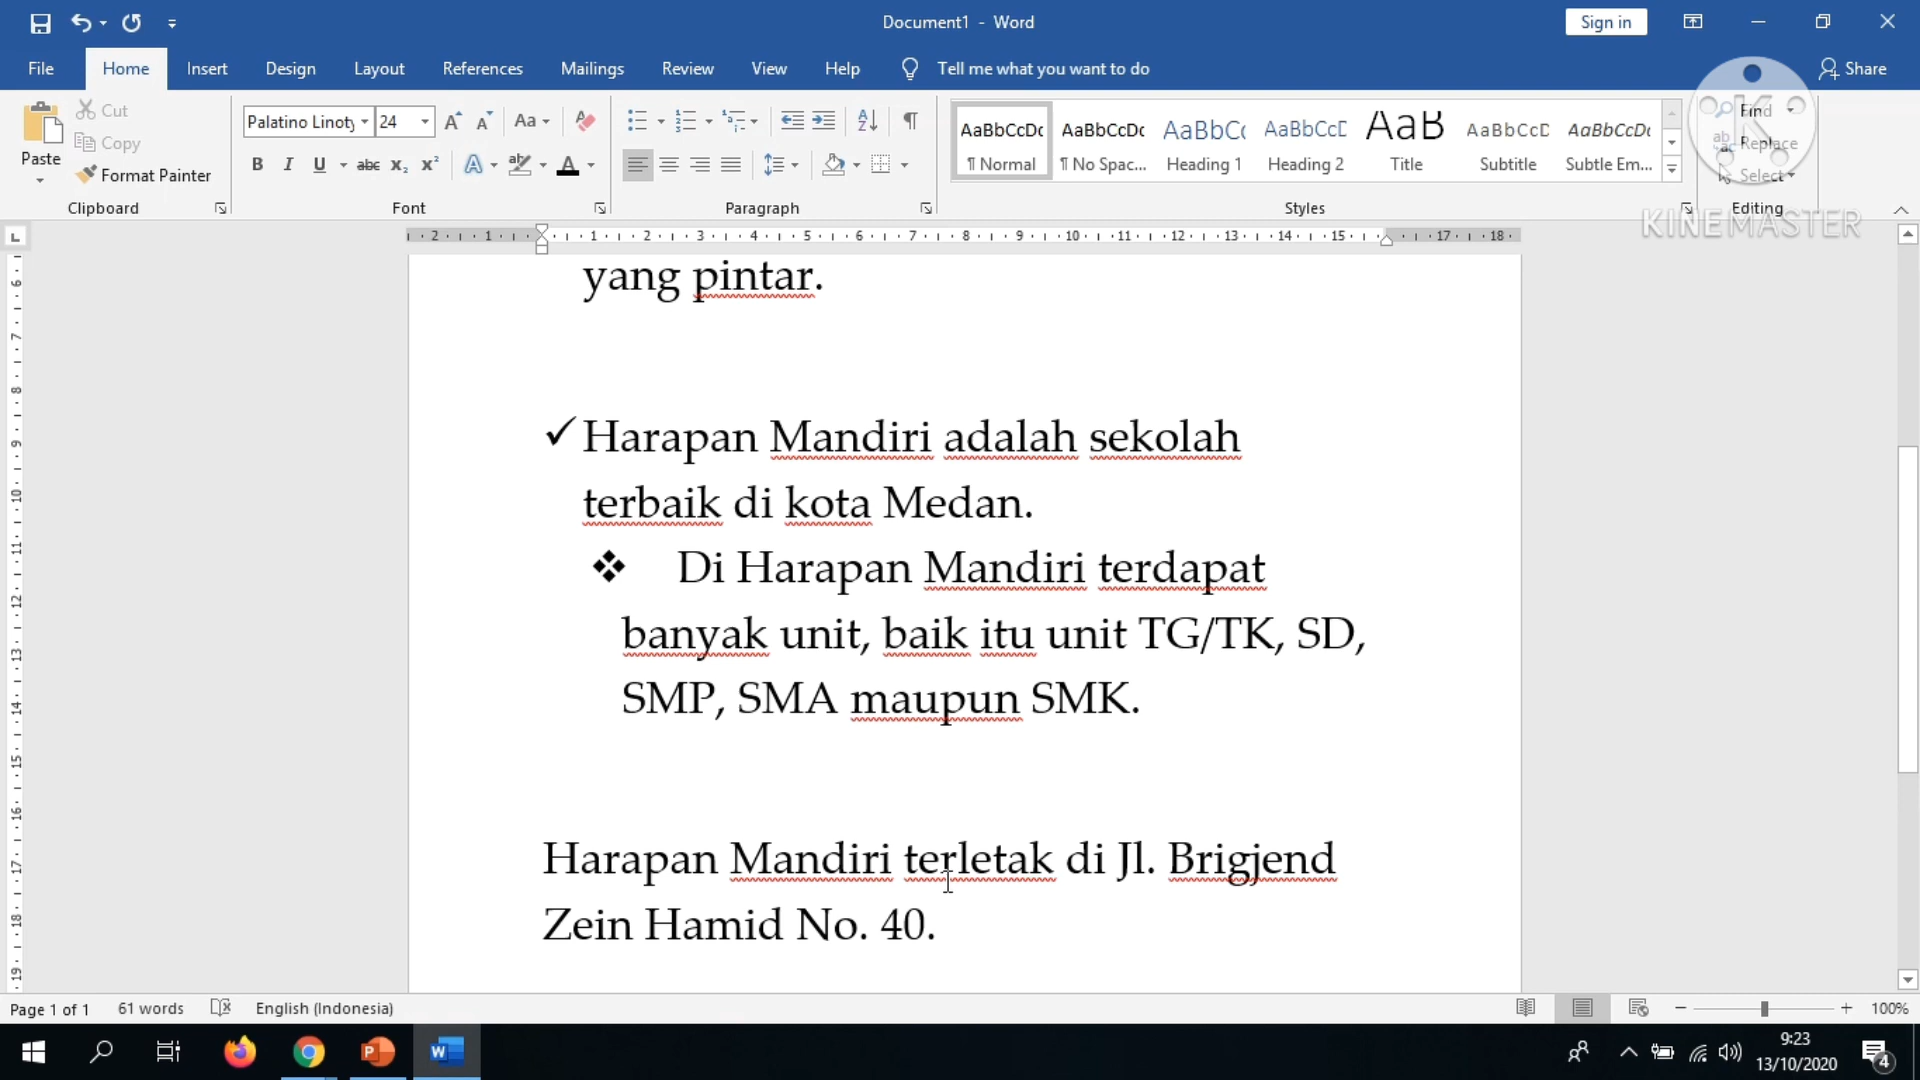 Document1 - Word
Sign in
File Home Insert Design Layout References Mailings Review View Help Tell me what you want to do Share
Cut
Copy
Paste
Format Painter
Clipboard
Palatino Linoty 24
Font
Paragraph
AaBbCcDc AaBbCcDc AaBbCc AaBbCcD AaB AaBbCcD AaBbCcDc
¶ Normal ¶ No Spac... Heading 1 Heading 2 Title Subtitle Subtle Em...
Styles
Find
Replace
Select
Editing
KINEMASTER
yang pintar.
✓ Harapan Mandiri adalah sekolah
terbaik di kota Medan.
❖ Di Harapan Mandiri terdapat
banyak unit, baik itu unit TG/TK, SD,
SMP, SMA maupun SMK.
Harapan Mandiri terletak di Jl. Brigjend
Zein Hamid No. 40.
Page 1 of 1 61 words English (Indonesia) 100%
9:23
13/10/2020
4